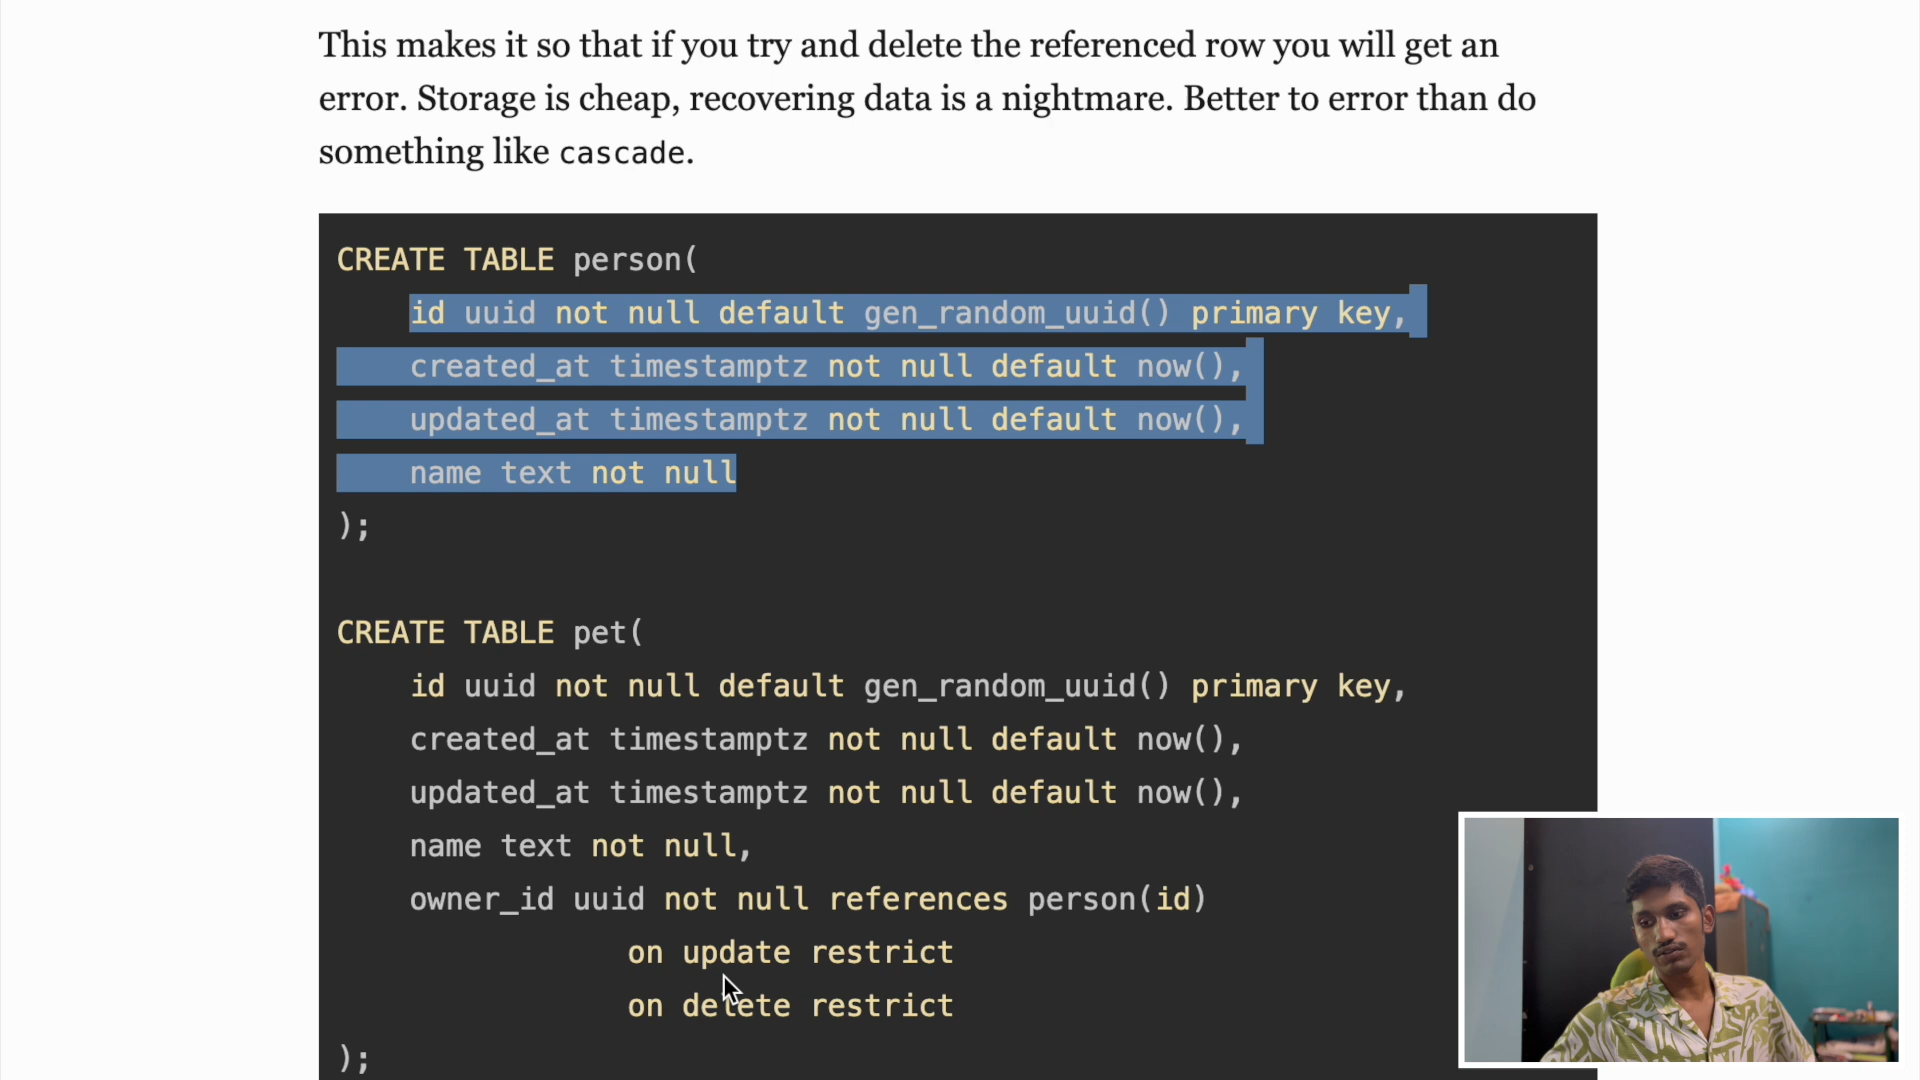 This makes it so that if you try and delete the referenced row you will get an
error. Storage is cheap, recovering data is a nightmare. Better to error than do
something like cascade.
CREATE TABLE person(
    id uuid not null default gen_random_uuid() primary key,
    created_at timestamptz not null default now(),
    updated_at timestamptz not null default now(),
    name text not null
);
CREATE TABLE pet(
    id uuid not null default gen_random_uuid() primary key,
    created_at timestamptz not null default now(),
    updated_at timestamptz not null default now(),
    name text not null,
    owner_id uuid not null references person(id)
                on update restrict
                on delete restrict
);